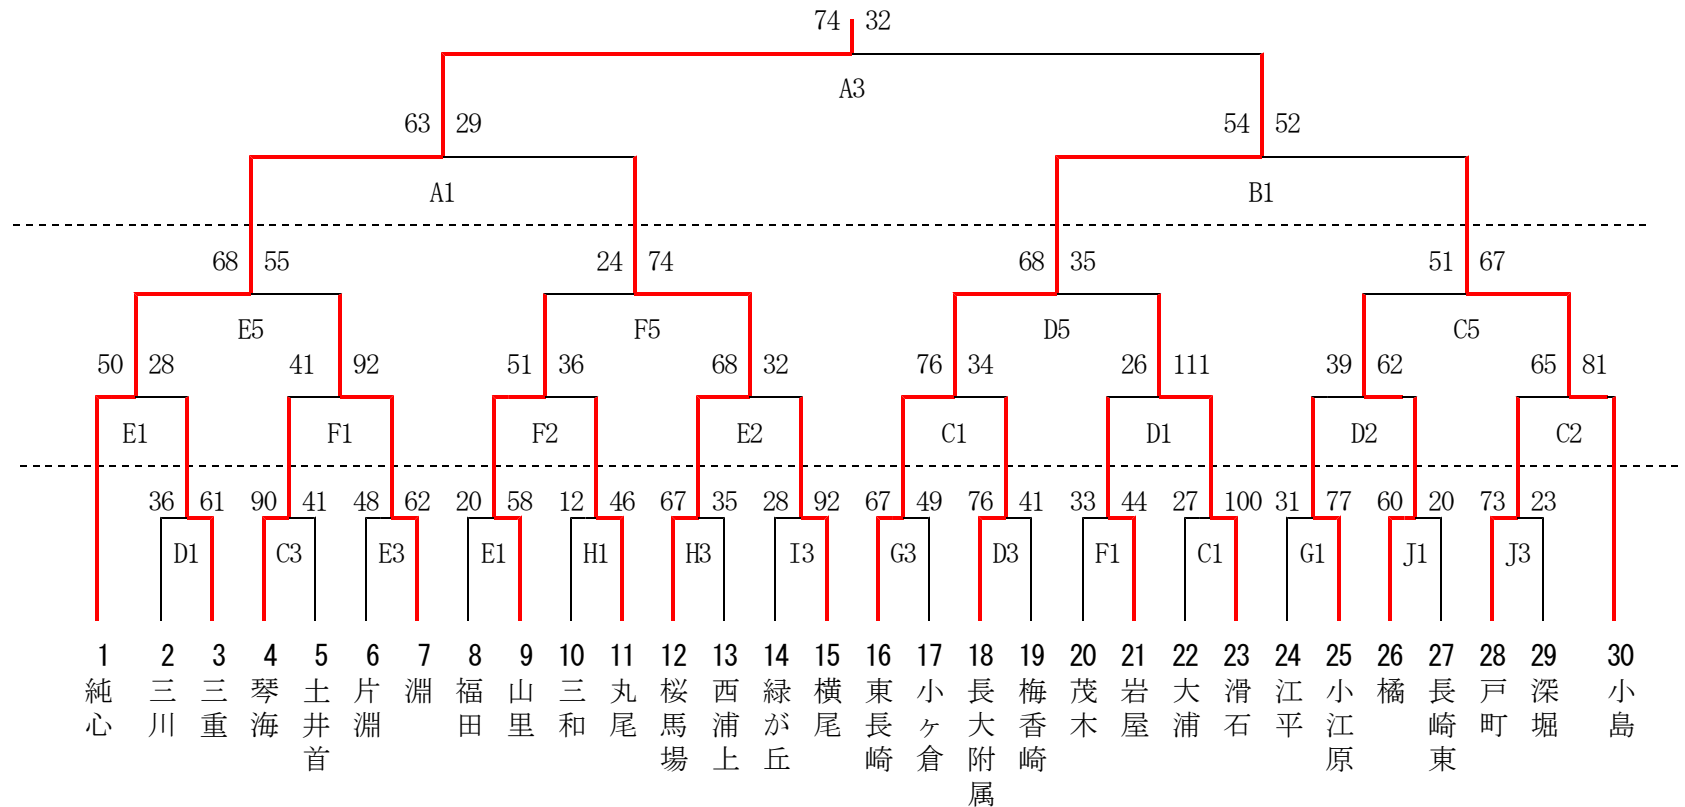 74 32
A3
63 29 54 52
A1 B1
68 55 24 74 68 35 51 67
E5 F5 D5 C5
50 28 41 92 51 36 68 32 76 34 26 111 39 62 65 81
E1 F1 F2 E2 C1 D1 D2 C2
36 61 90 41 48 62 20 58 12 46 67 35 28 92 67 49 76 41 33 44 27 100 31 77 60 20 73 23
D1 C3 E3 E1 H1 H3 I3 G3 D3 F1 C1 G1 J1 J3
1 2 3 4 5 6 7 8 9 10 11 12 13 14 15 16 17 18 19 20 21 22 23 24 25 26 27 28 29 30
純心
三川
三重
琴海
土井首
片淵
淵
福田
山里
三和
丸尾
桜馬場
西浦上
緑が丘
横尾
東長崎
小ヶ倉
長大附属
梅香崎
茂木
岩屋
大浦
滑石
江平
小江原
橘
長崎東
戸町
深堀
小島